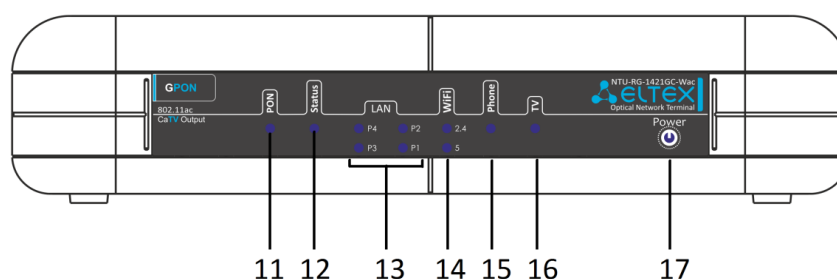 GPON
802.11ac
CaTV Output
PON
Status
LAN
P4 P2
P3 P1
WiFi
2.4
5
Phone
TV
NTU-RG-1421GC-Wac
ELTEX
Optical Network Terminal
Power
11 12 13 14 15 16 17